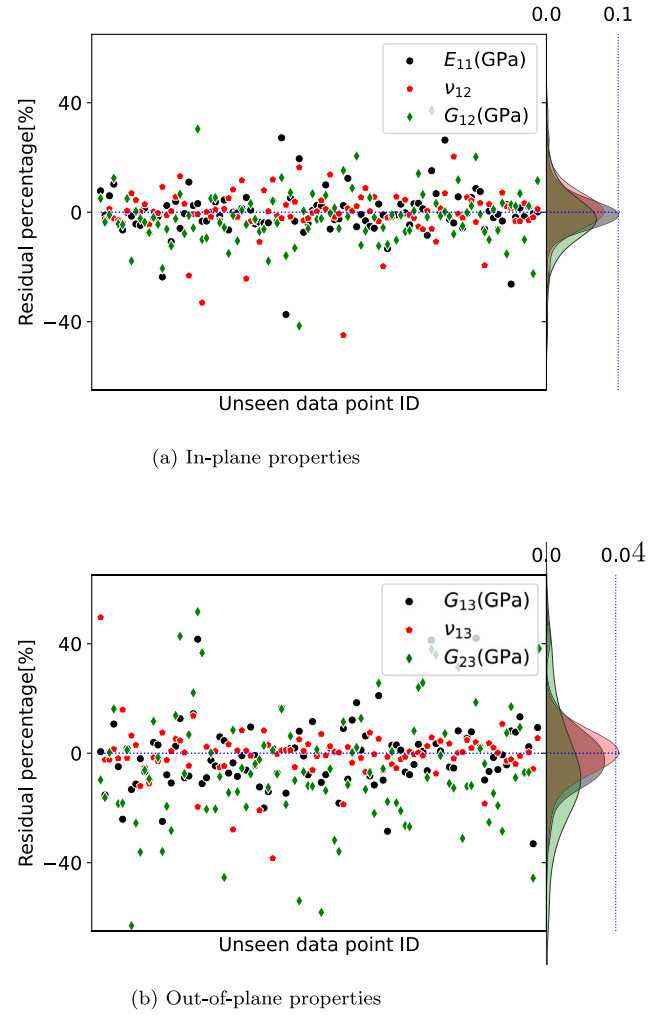 0.0 0.1
40
0
−40
Residual percentage[%]
E11(GPa)
ν12
G12(GPa)
Unseen data point ID
(a) In-plane properties
0.0 0.04
40
0
−40
Residual percentage[%]
G13(GPa)
ν13
G23(GPa)
Unseen data point ID
(b) Out-of-plane properties